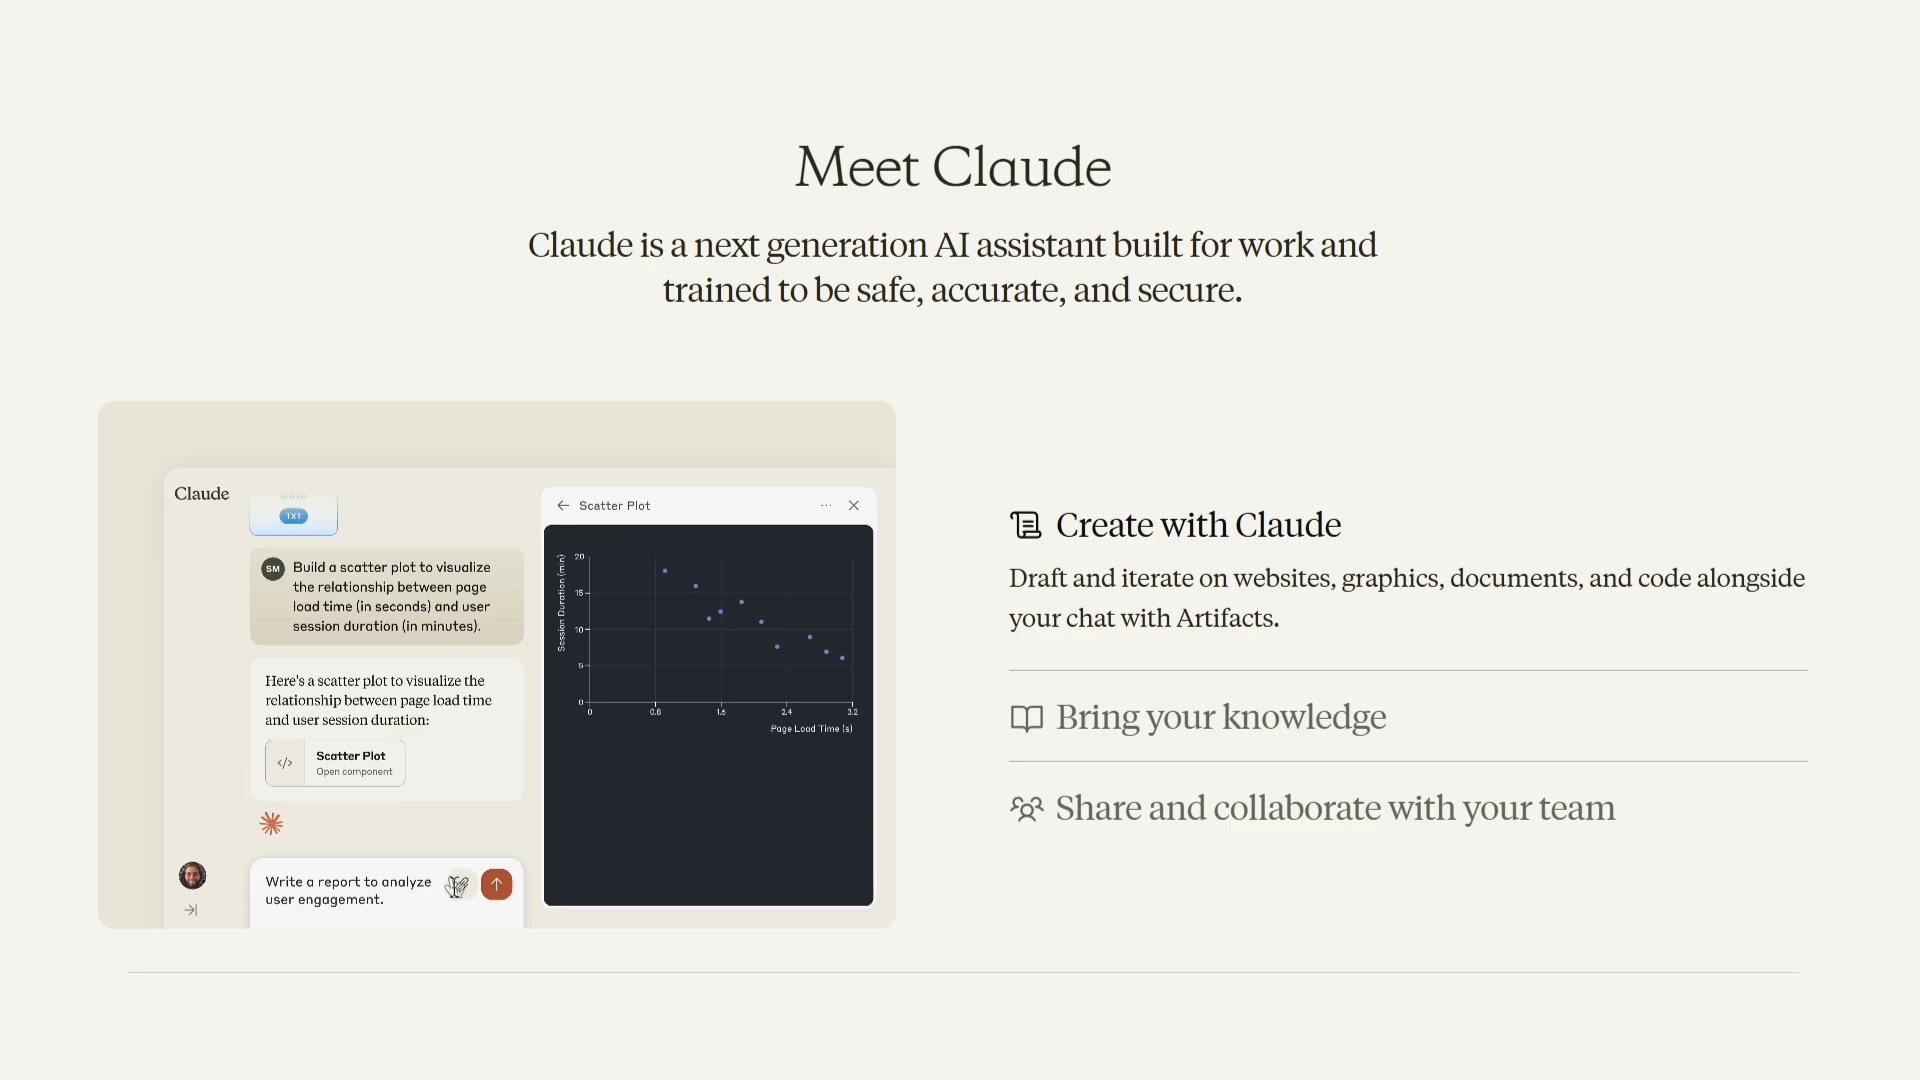 Meet Claude
Claude is a next generation AI assistant built for work and
trained to be safe, accurate, and secure.
Claude
Data
TXT
SM
Build a scatter plot to visualize
the relationship between page
load time (in seconds) and user
session duration (in minutes).
Here's a scatter plot to visualize the
relationship between page load time
and user session duration:
</>
Scatter Plot
Open component
Write a report to analyze
user engagement.
Scatter Plot
Session Duration (min)
20
15
10
5
0
0 0.8 1.6 2.4 3.2
Page Load Time (s)
Create with Claude
Draft and iterate on websites, graphics, documents, and code alongside
your chat with Artifacts.
Bring your knowledge
Share and collaborate with your team